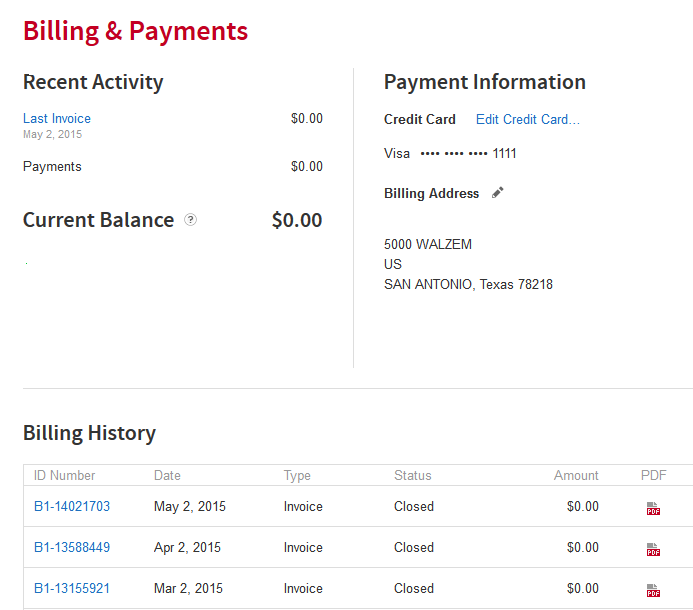 Billing & Payments
Recent Activity
Last Invoice $0.00
May 2, 2015
Payments $0.00
Current Balance ? $0.00
Payment Information
Credit Card Edit Credit Card...
Visa •••• •••• •••• 1111
Billing Address
5000 WALZEM
US
SAN ANTONIO, Texas 78218
Billing History
ID Number Date Type Status Amount PDF
B1-14021703 May 2, 2015 Invoice Closed $0.00 PDF
B1-13588449 Apr 2, 2015 Invoice Closed $0.00 PDF
B1-13155921 Mar 2, 2015 Invoice Closed $0.00 PDF